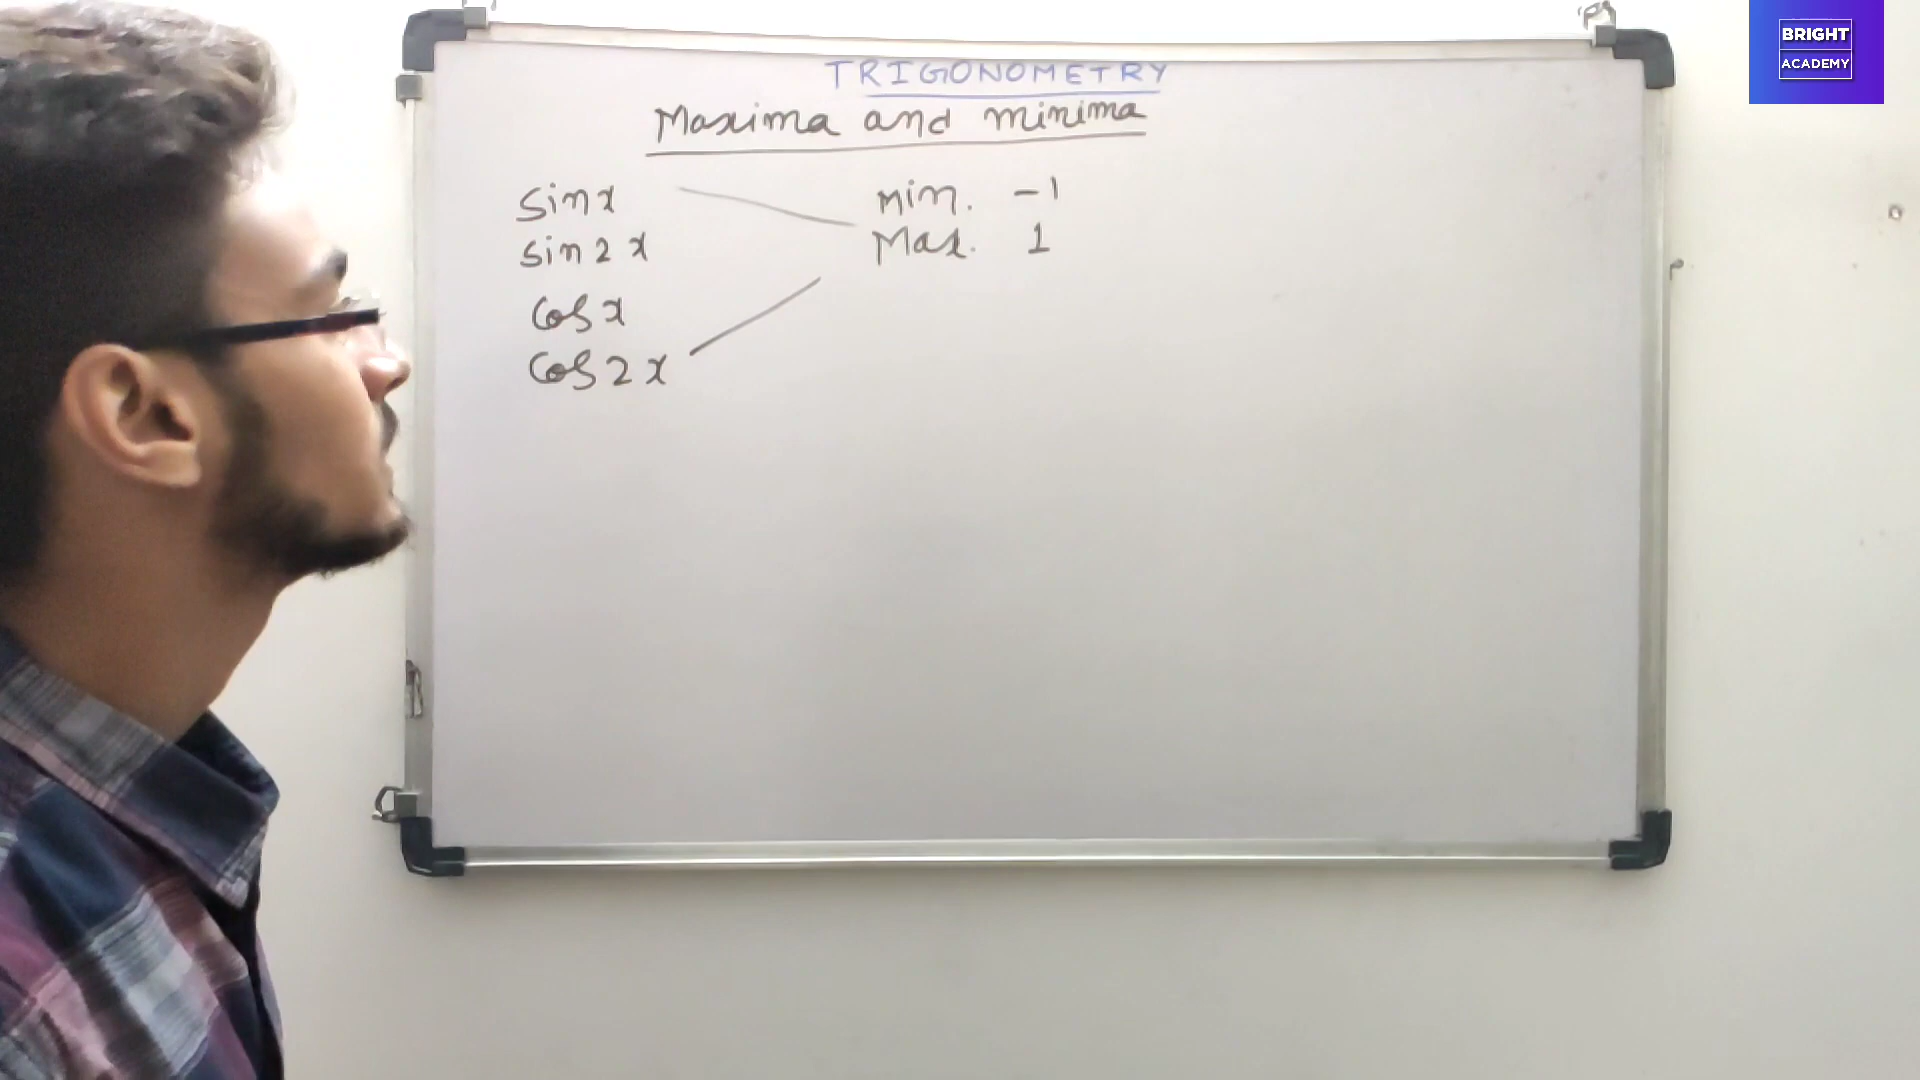 BRIGHT
ACADEMY
TRIGONOMETRY
Maxima and minima
Sin x min. -1
Sin 2 x Max. 1
Cos x
Cos 2 x